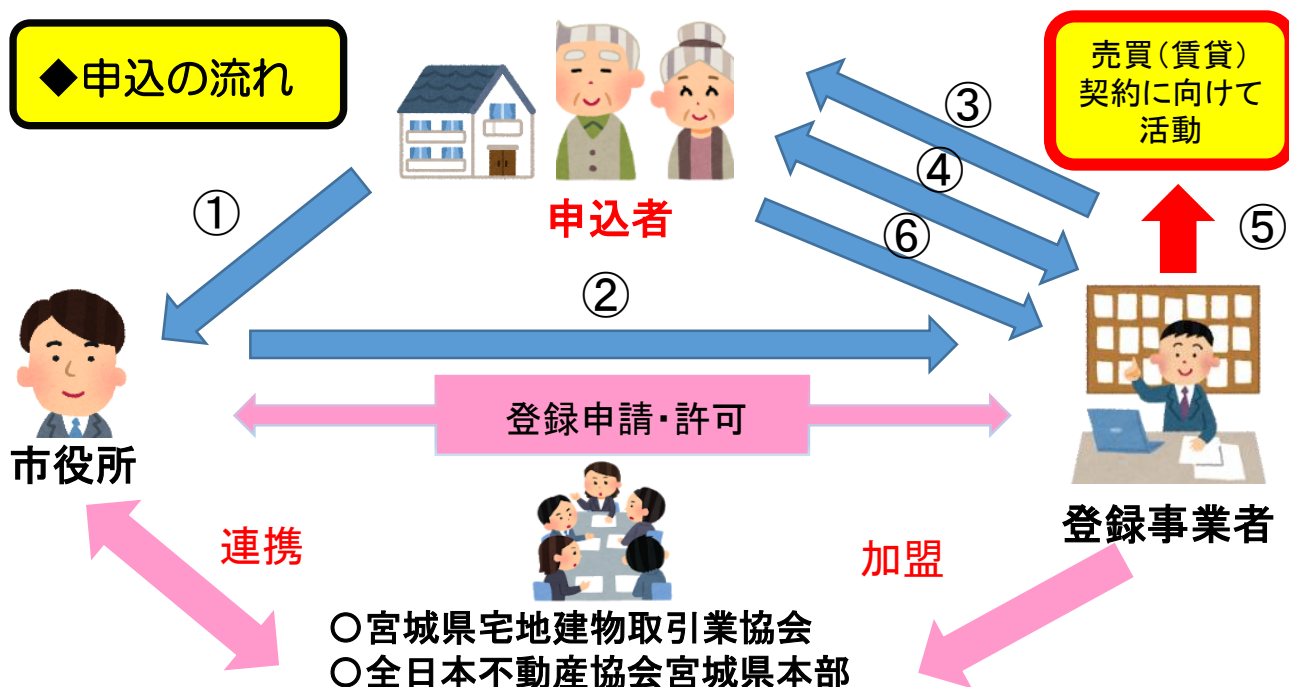 ◆申込の流れ
売買(賃貸)
契約に向けて
活動
③
④
①
申込者
⑥
⑤
②
登録申請・許可
市役所
登録事業者
連携
加盟
○宮城県宅地建物取引業協会
○全日本不動産協会宮城県本部